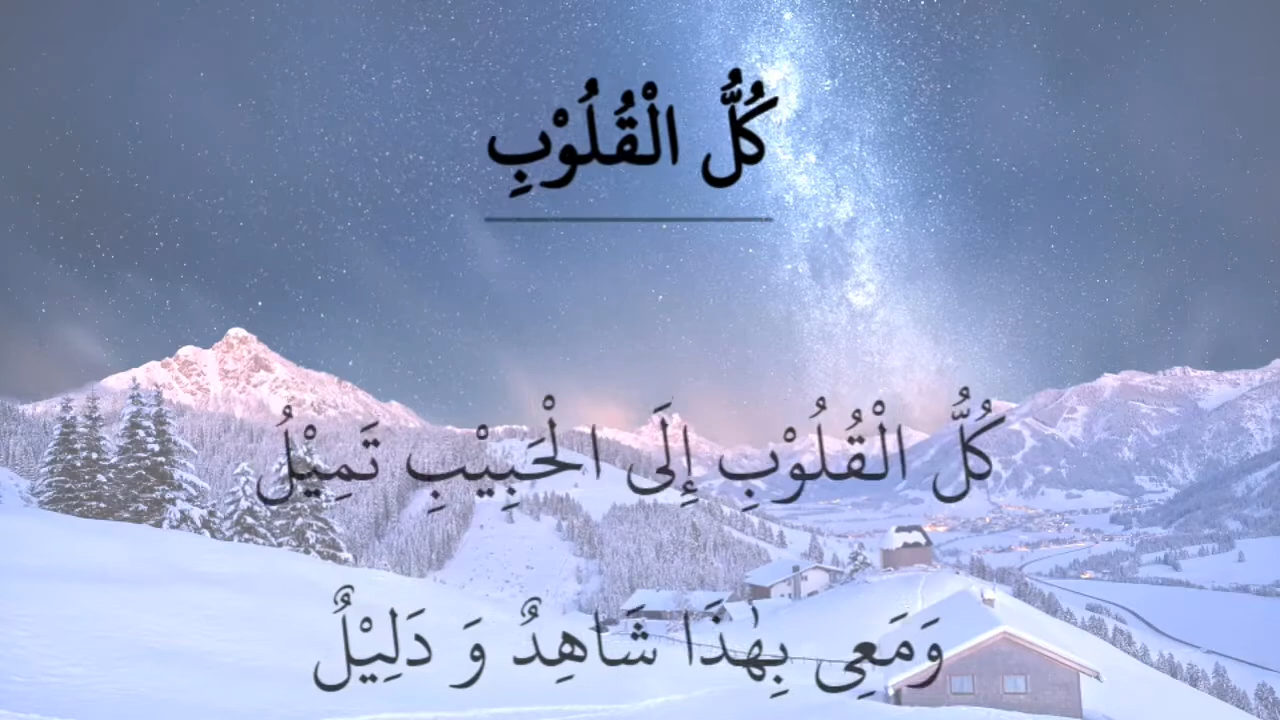 كُلُّ الْقُلُوْبِ
كُلُّ الْقُلُوْبِ إِلَى الْحَبِيْبِ تَمِيْلُ
وَمَعِى بِهٰذَا شَاهِدٌ وَ دَلِيْلٌ